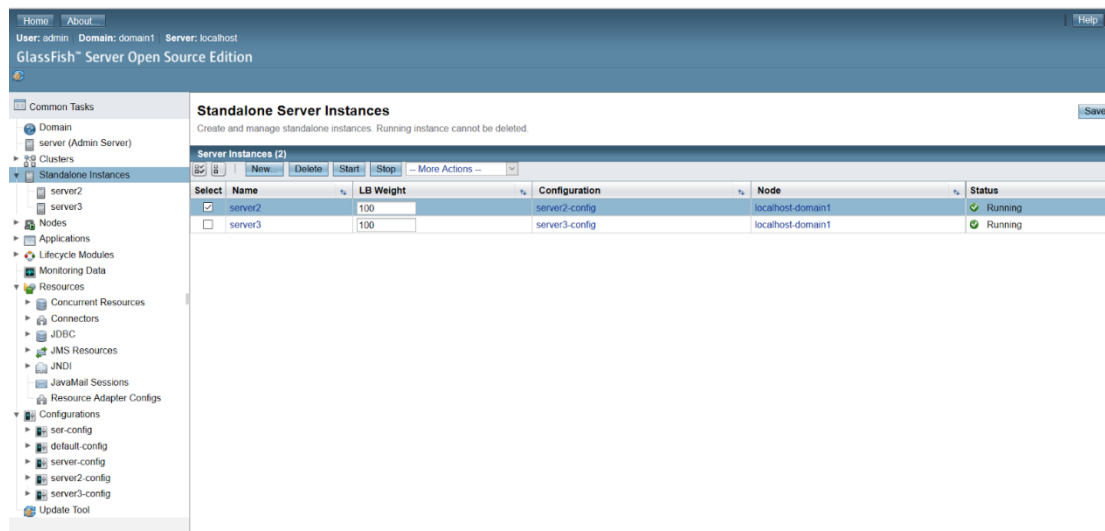 Home About... Help
User: admin Domain: domain1 Server: localhost
GlassFish™ Server Open Source Edition
Common Tasks
Domain
server (Admin Server)
Clusters
Standalone Instances
server2
server3
Nodes
Applications
Lifecycle Modules
Monitoring Data
Resources
Concurrent Resources
Connectors
JDBC
JMS Resources
JNDI
JavaMail Sessions
Resource Adapter Configs
Configurations
ser-config
default-config
server-config
server2-config
server3-config
Update Tool
Standalone Server Instances
Save
Create and manage standalone instances. Running instance cannot be deleted.
Server Instances (2)
New... Delete Start Stop -- More Actions --
Select Name LB Weight Configuration Node Status
server2 100 server2-config localhost-domain1 Running
server3 100 server3-config localhost-domain1 Running